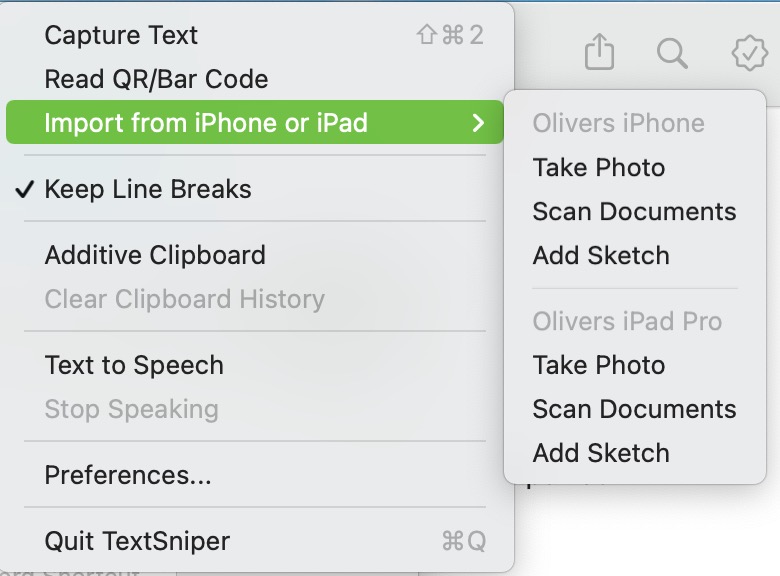 Capture Text ⇧⌘2
Read QR/Bar Code
Import from iPhone or iPad
✓ Keep Line Breaks
Additive Clipboard
Clear Clipboard History
Text to Speech
Stop Speaking
Preferences...
Quit TextSniper ⌘Q
Olivers iPhone
Take Photo
Scan Documents
Add Sketch
Olivers iPad Pro
Take Photo
Scan Documents
Add Sketch